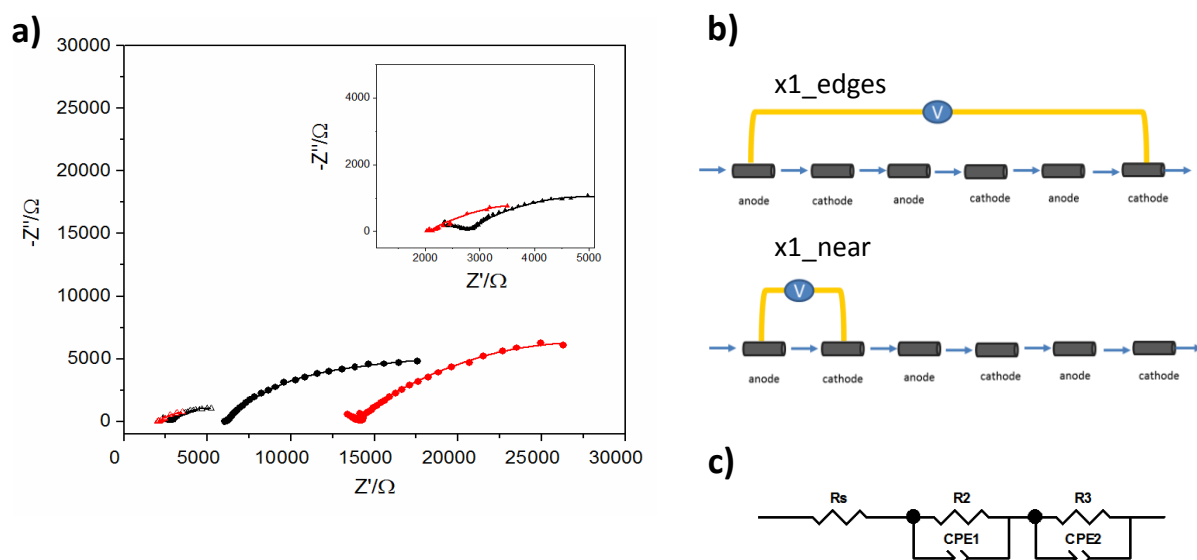 a)
30000
25000
20000
15000
10000
5000
0
-Z''/Ω
0 5000 10000 15000 20000 25000 30000
Z'/Ω
4000
2000
0
-Z''/Ω
2000 3000 4000 5000
Z'/Ω
b)
x1_edges
V
anode cathode anode cathode anode cathode
x1_near
V
anode cathode anode cathode anode cathode
c)
Rs R2 R3
CPE1 CPE2